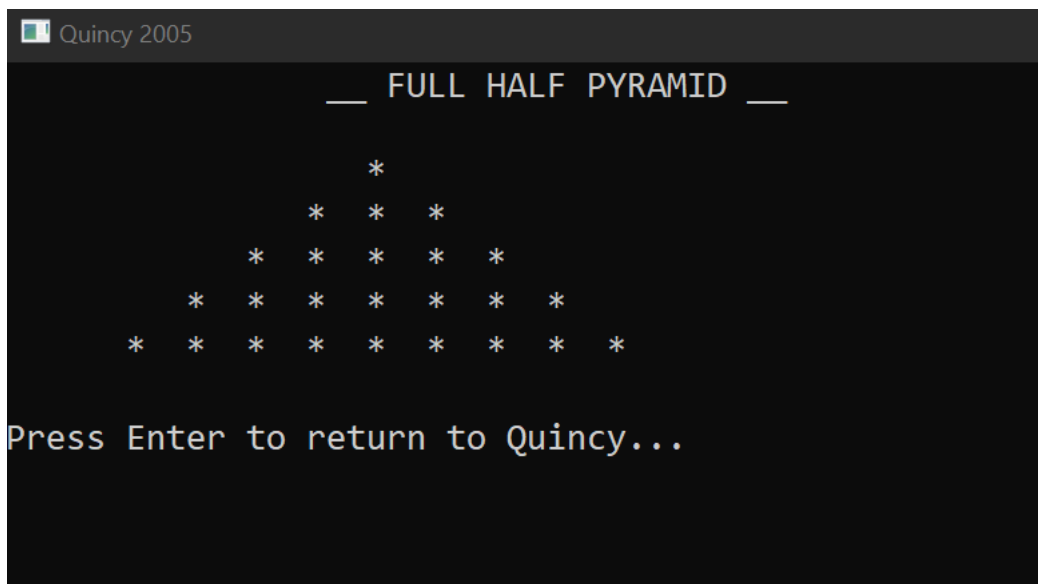 Quincy 2005
__ FULL HALF PYRAMID __
*
* * *
* * * * *
* * * * * * *
* * * * * * * * *
Press Enter to return to Quincy...